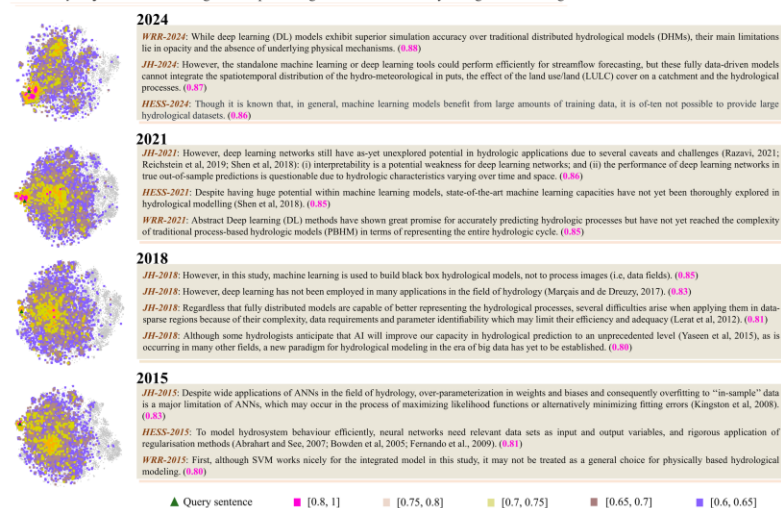 2024
WRR-2024: While deep learning (DL) models exhibit superior simulation accuracy over traditional distributed hydrological models (DHMs), their main limitations
lie in opacity and the absence of underlying physical mechanisms. (0.88)
JH-2024: However, the standalone machine learning or deep learning tools could perform efficiently for streamflow forecasting, but these fully data-driven models
cannot integrate the spatiotemporal distribution of the hydro-meteorological in puts, the effect of the land use/land (LULC) cover on a catchment and the hydrological
processes. (0.87)
HESS-2024: Though it is known that, in general, machine learning models benefit from large amounts of training data, it is of-ten not possible to provide large
hydrological datasets. (0.86)
2021
JH-2021: However, deep learning networks still have as-yet unexplored potential in hydrologic applications due to several caveats and challenges (Razavi, 2021;
Reichstein et al, 2019; Shen et al, 2018): (i) interpretability is a potential weakness for deep learning networks; and (ii) the performance of deep learning networks in
true out-of-sample predictions is questionable due to hydrologic characteristics varying over time and space. (0.86)
HESS-2021: Despite having huge potential within machine learning models, state-of-the-art machine learning capacities have not yet been thoroughly explored in
hydrological modelling (Shen et al, 2018). (0.85)
WRR-2021: Abstract Deep learning (DL) methods have shown great promise for accurately predicting hydrologic processes but have not yet reached the complexity
of traditional process-based hydrologic models (PBHM) in terms of representing the entire hydrologic cycle. (0.85)
2018
JH-2018: However, in this study, machine learning is used to build black box hydrological models, not to process images (i.e, data fields). (0.85)
JH-2018: However, deep learning has not been employed in many applications in the field of hydrology (Marçais and de Dreuzy, 2017). (0.83)
JH-2018: Regardless that fully distributed models are capable of better representing the hydrological processes, several difficulties arise when applying them in data-
sparse regions because of their complexity, data requirements and parameter identifiability which may limit their efficiency and adequacy (Lerat et al, 2012). (0.81)
JH-2018: Although some hydrologists anticipate that AI will improve our capacity in hydrological prediction to an unprecedented level (Yaseen et al, 2015), as is
occurring in many other fields, a new paradigm for hydrological modeling in the era of big data has yet to be established. (0.80)
2015
JH-2015: Despite wide applications of ANNs in the field of hydrology, over-parameterization in weights and biases and consequently overfitting to "in-sample" data
is a major limitation of ANNs, which may occur in the process of maximizing likelihood functions or alternatively minimizing fitting errors (Kingston et al, 2008).
(0.83)
HESS-2015: To model hydrosystem behaviour efficiently, neural networks need relevant data sets as input and output variables, and rigorous application of
regularisation methods (Abrahart and See, 2007; Bowden et al, 2005; Fernando et al., 2009). (0.81)
WRR-2015: First, although SVM works nicely for the integrated model in this study, it may not be treated as a general choice for physically based hydrological
modeling. (0.80)
Query sentence [0.8, 1] [0.75, 0.8] [0.7, 0.75] [0.65, 0.7] [0.6, 0.65]